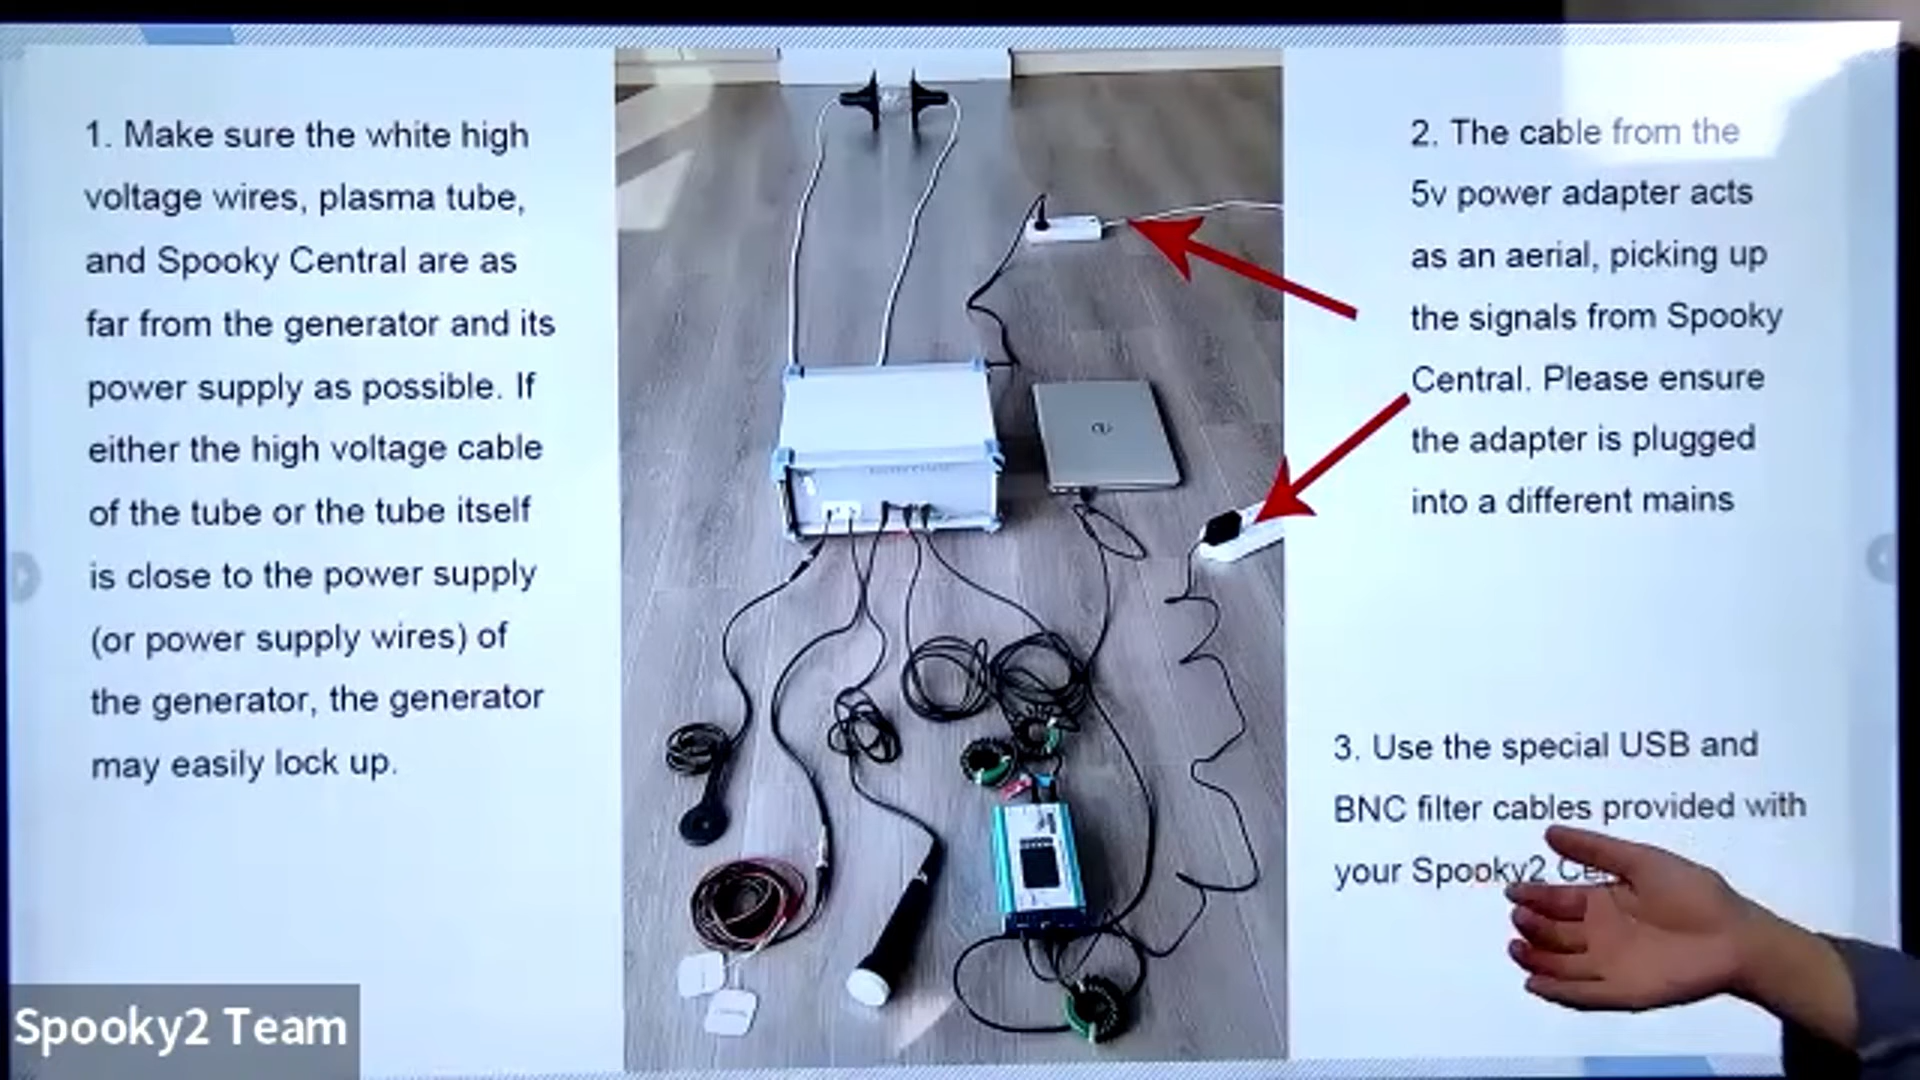 1. Make sure the white high
voltage wires, plasma tube,
and Spooky Central are as
far from the generator and its
power supply as possible. If
either the high voltage cable
of the tube or the tube itself
is close to the power supply
(or power supply wires) of
the generator, the generator
may easily lock up.
2. The cable from the
5v power adapter acts
as an aerial, picking up
the signals from Spooky
Central. Please ensure
the adapter is plugged
into a different mains
3. Use the special USB and
BNC filter cables provided with
your Spooky2
Spooky2 Team